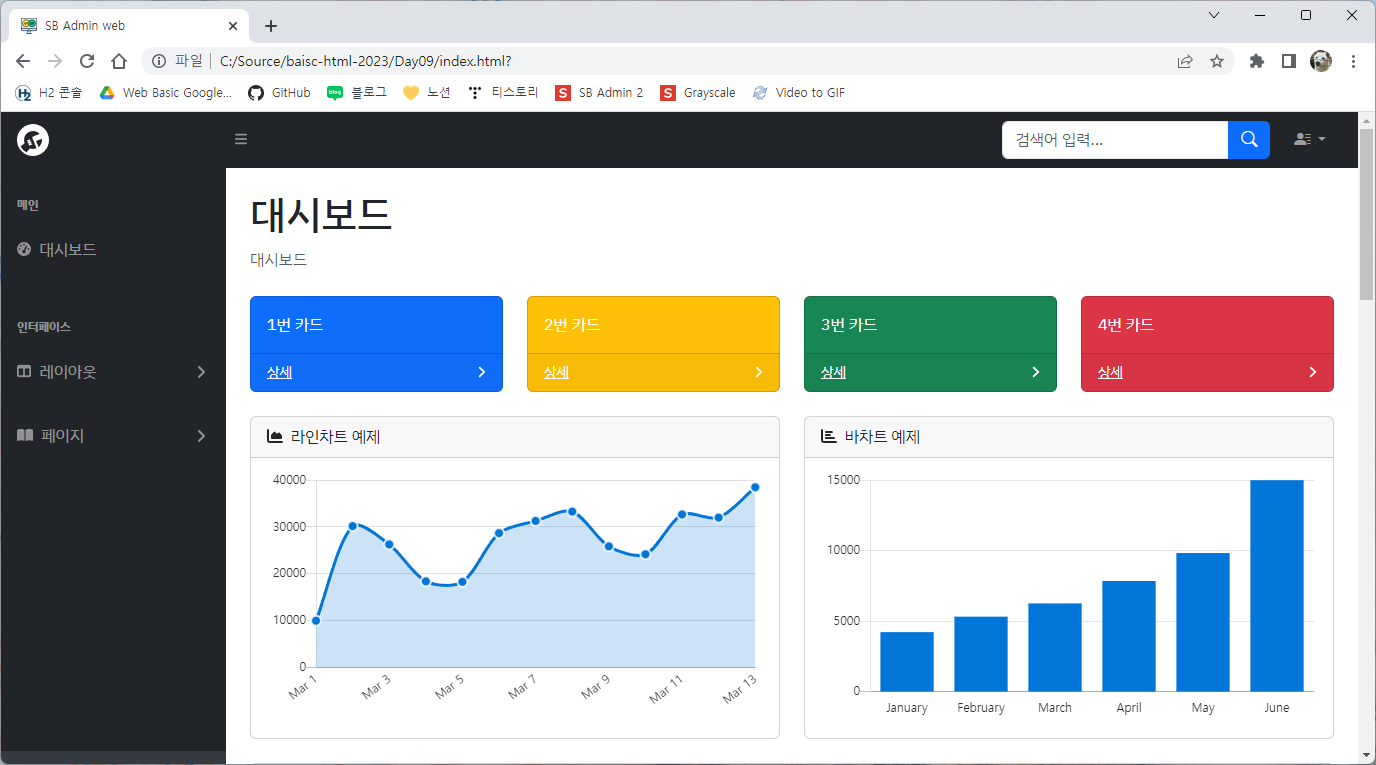 SB Admin web
파일 | C:/Source/baisc-html-2023/Day09/index.html?
H2 콘솔 Web Basic Google... GitHub 블로그 노션 티스토리 SB Admin 2 Grayscale Video to GIF
검색어 입력...
메인
대시보드
인터페이스
레이아웃
페이지
대시보드
대시보드
1번 카드
상세
2번 카드
상세
3번 카드
상세
4번 카드
상세
라인차트 예제
40000
30000
20000
10000
0
Mar 1 Mar 3 Mar 5 Mar 7 Mar 9 Mar 11 Mar 13
바차트 예제
15000
10000
5000
0
January February March April May June